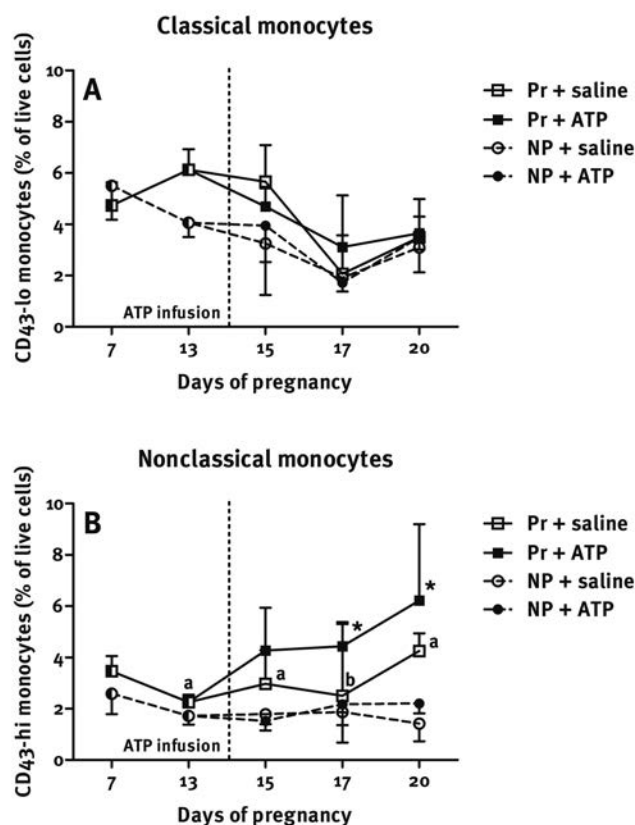 Classical monocytes
A
CD43-lo monocytes (% of live cells)
10
8
6
4
2
0
ATP infusion
7 13 15 17 20
Days of pregnancy
Pr + saline
Pr + ATP
NP + saline
NP + ATP
Nonclassical monocytes
B
CD43-hi monocytes (% of live cells)
10
8
6
4
2
0
a
a
*
b
*
a
ATP infusion
7 13 15 17 20
Days of pregnancy
Pr + saline
Pr + ATP
NP + saline
NP + ATP